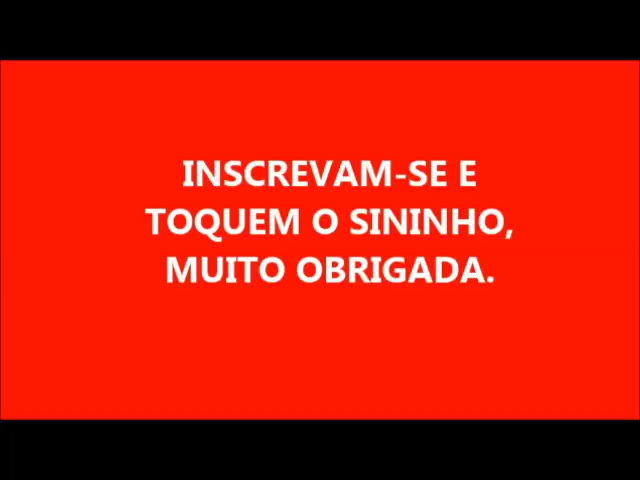 INSCREVAM-SE E
TOQUEM O SININHO,
MUITO OBRIGADA.